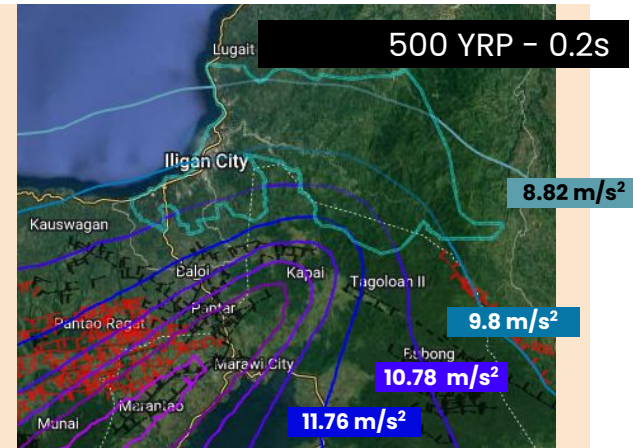 500 YRP - 0.2s
Lugait
Iligan City
8.82 m/s²
Kauswagan
Baloi
Kapai
Tagoloan II
Pantar
Pantao Ragat
9.8 m/s²
Bubong
Marawi City
10.78 m/s²
Marantao
11.76 m/s²
Munai